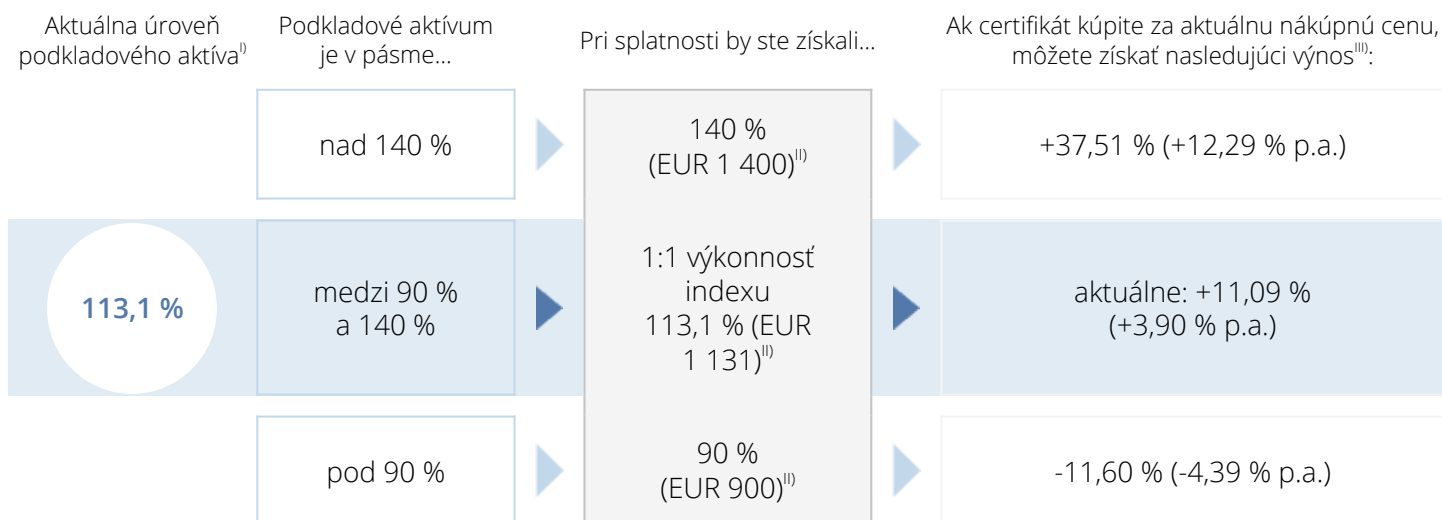 Aktuálna úroveň
podkladového aktíva^I)
Podkladové aktívum
je v pásme...
Pri splatnosti by ste získali...
Ak certifikát kúpite za aktuálnu nákúpnú cenu,
môžete získať nasledujúci výnos^III):
nad 140 %
140 %
(EUR 1 400)^II)
+37,51 % (+12,29 % p.a.)
113,1 %
medzi 90 %
a 140 %
1:1 výkonnosť
indexu
113,1 % (EUR
1 131)^II)
aktuálne: +11,09 %
(+3,90 % p.a.)
pod 90 %
90 %
(EUR 900)^II)
-11,60 % (-4,39 % p.a.)